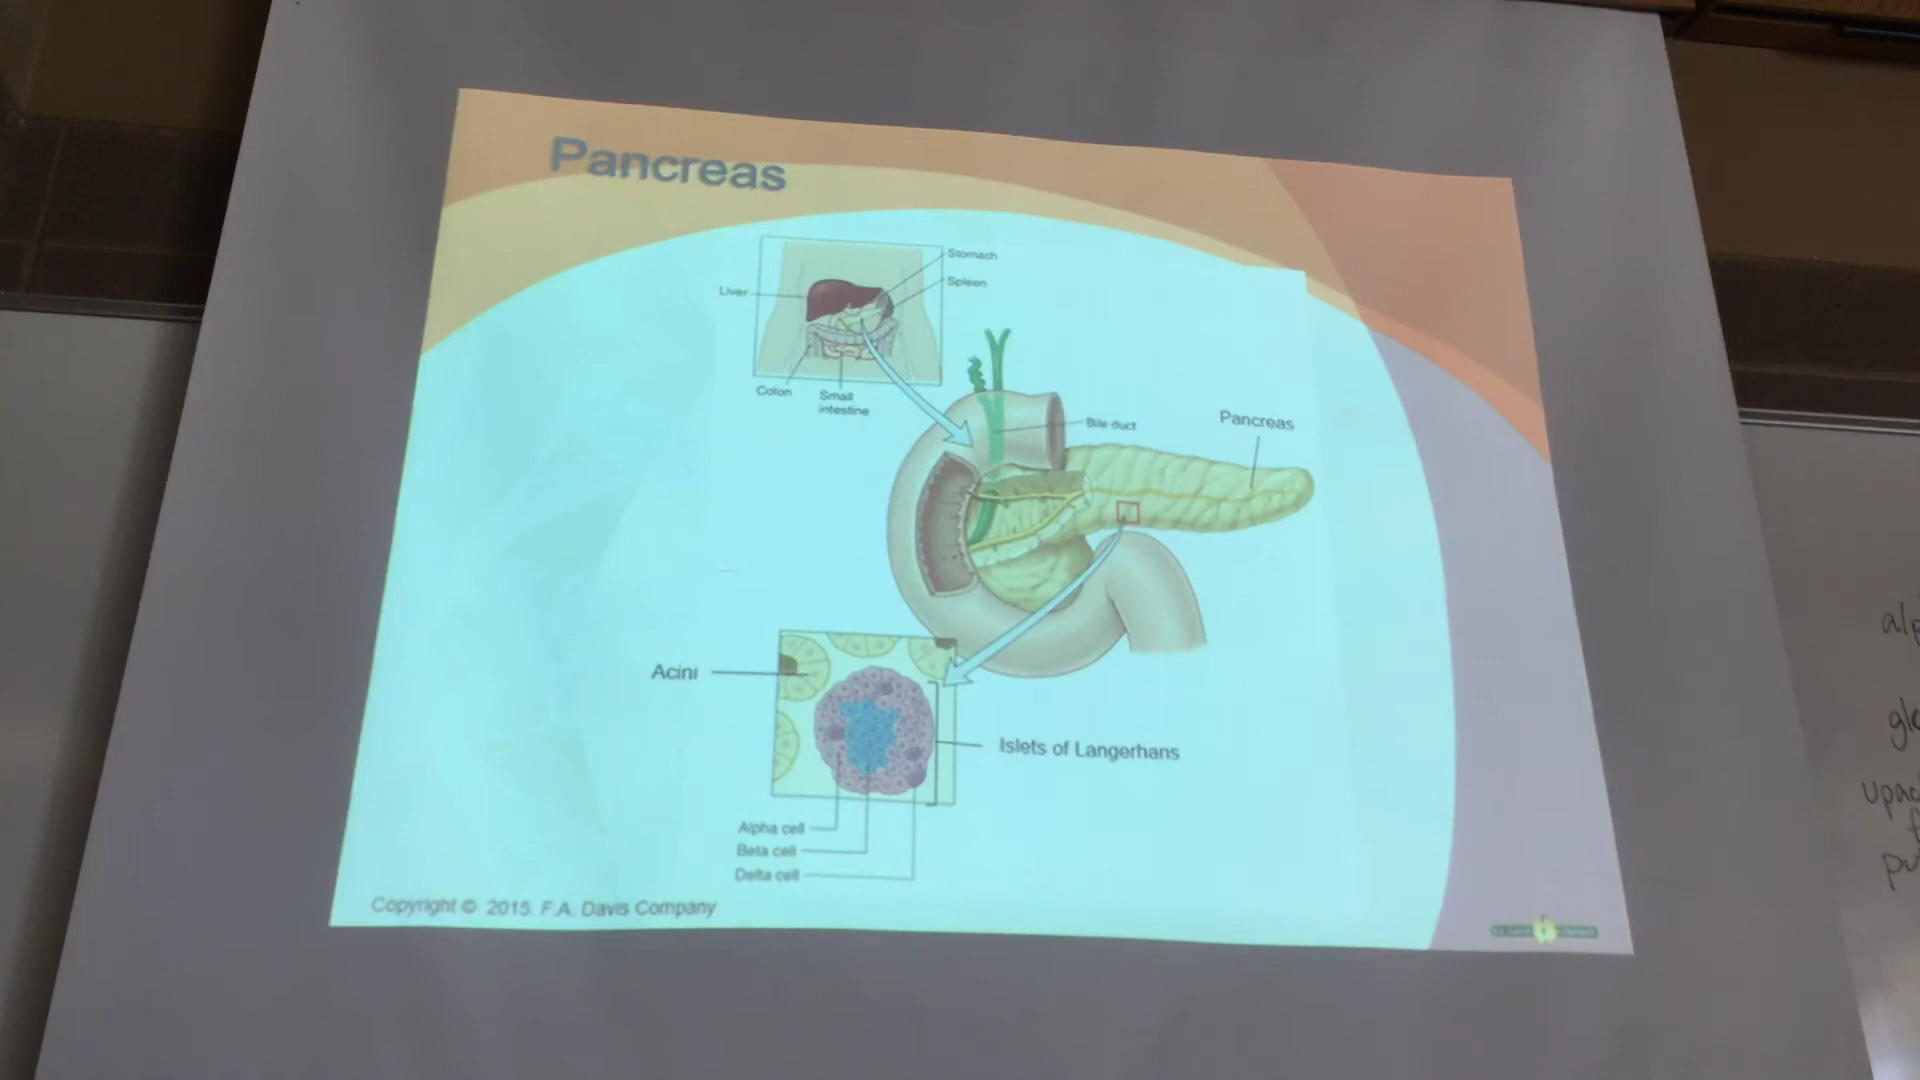 Pancreas
Stomach
Spleen
Liver
Colon
Small
intestine
Bile duct
Pancreas
Acini
Islets of Langerhans
Alpha cell
Beta cell
Delta cell
Copyright © 2015. F.A. Davis Company